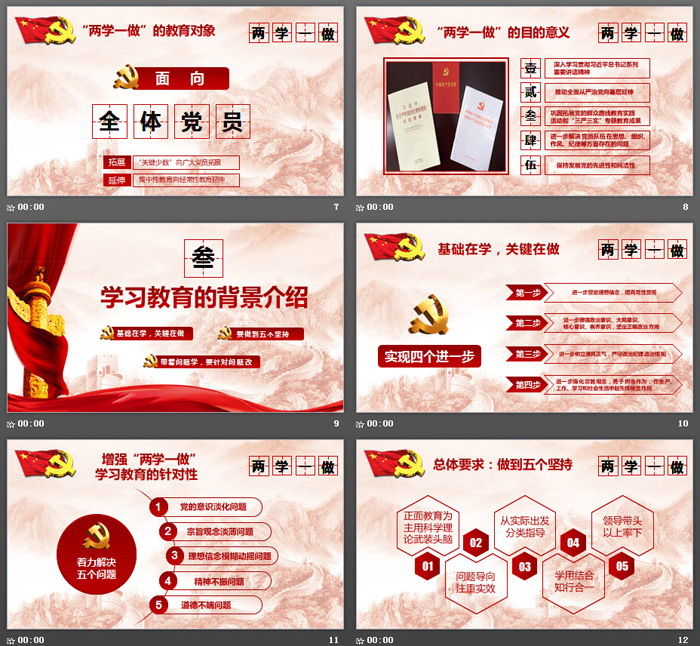 “两学一做”的教育对象
两学一做
面向
全体党员
拓展 “关键少数”向广大党员拓展
延伸 集中性教育向经常性教育延伸
00:00 7
“两学一做”的目的意义
两学一做
壹 深入学习贯彻习近平总书记系列
重要讲话精神
贰 推动全面从严治党向基层延伸
叁 巩固拓展党的群众路线教育实践
活动和“三严三实”专题教育成果
肆 进一步解决党员队伍在思想、组织、
作风、纪律等方面存在的问题
伍 保持发展党的先进性和纯洁性
00:00 8
叁
学习教育的背景介绍
基础在学，关键在做
要做到五个坚持
带着问题学，要针对问题改
00:00 9
基础在学，关键在做
两学一做
实现四个进一步
第一步 进一步坚定理想信念，提高党性觉悟
第二步 进一步增强政治意识、大局意识、
核心意识、看齐意识，坚定正确政治方向
第三步 进一步树立清风正气，严守政治纪律政治规矩
第四步 进一步强化宗旨观念，勇于担当作为，在生产、
工作、学习和社会生活中起先锋模范作用
00:00 10
增强“两学一做”
学习教育的针对性
两学一做
着力解决
五个问题
1 党的意识淡化问题
2 宗旨观念淡薄问题
3 理想信念模糊动摇问题
4 精神不振问题
5 道德不端问题
00:00 11
总体要求：做到五个坚持
两学一做
正面教育为
主用科学理
论武装头脑
01
02
问题导向
注重实效
从实际出发
分类指导
03
04
学用结合
知行合一
领导带头
以上率下
05
00:00 12